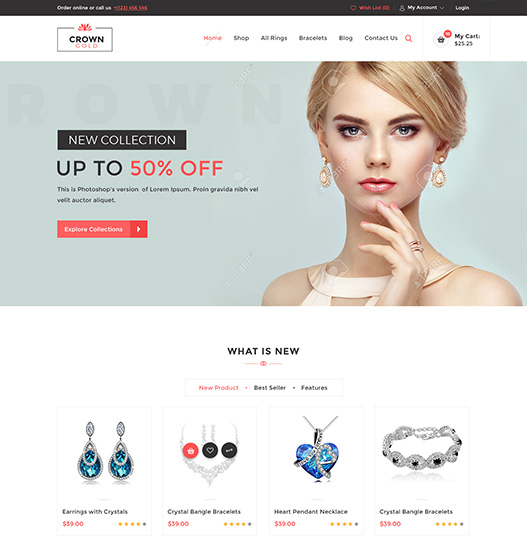 Order online or call us +(123) 456 546
Wish List (0) My Account Login
CROWN
GOLD
Home Shop All Rings Bracelets Blog Contact Us
My Cart:
$25.25
ROWN
NEW COLLECTION
UP TO 50% OFF
This is Photoshop's version of Lorem Ipsum. Proin gravida nibh vel
velit auctor aliquet.
Explore Collections
WHAT IS NEW
New Product • Best Seller • Features
Earrings with Crystals
$39.00
Crystal Bangle Bracelets
$39.00
Heart Pendant Necklace
$39.00
Crystal Bangle Bracelets
$39.00